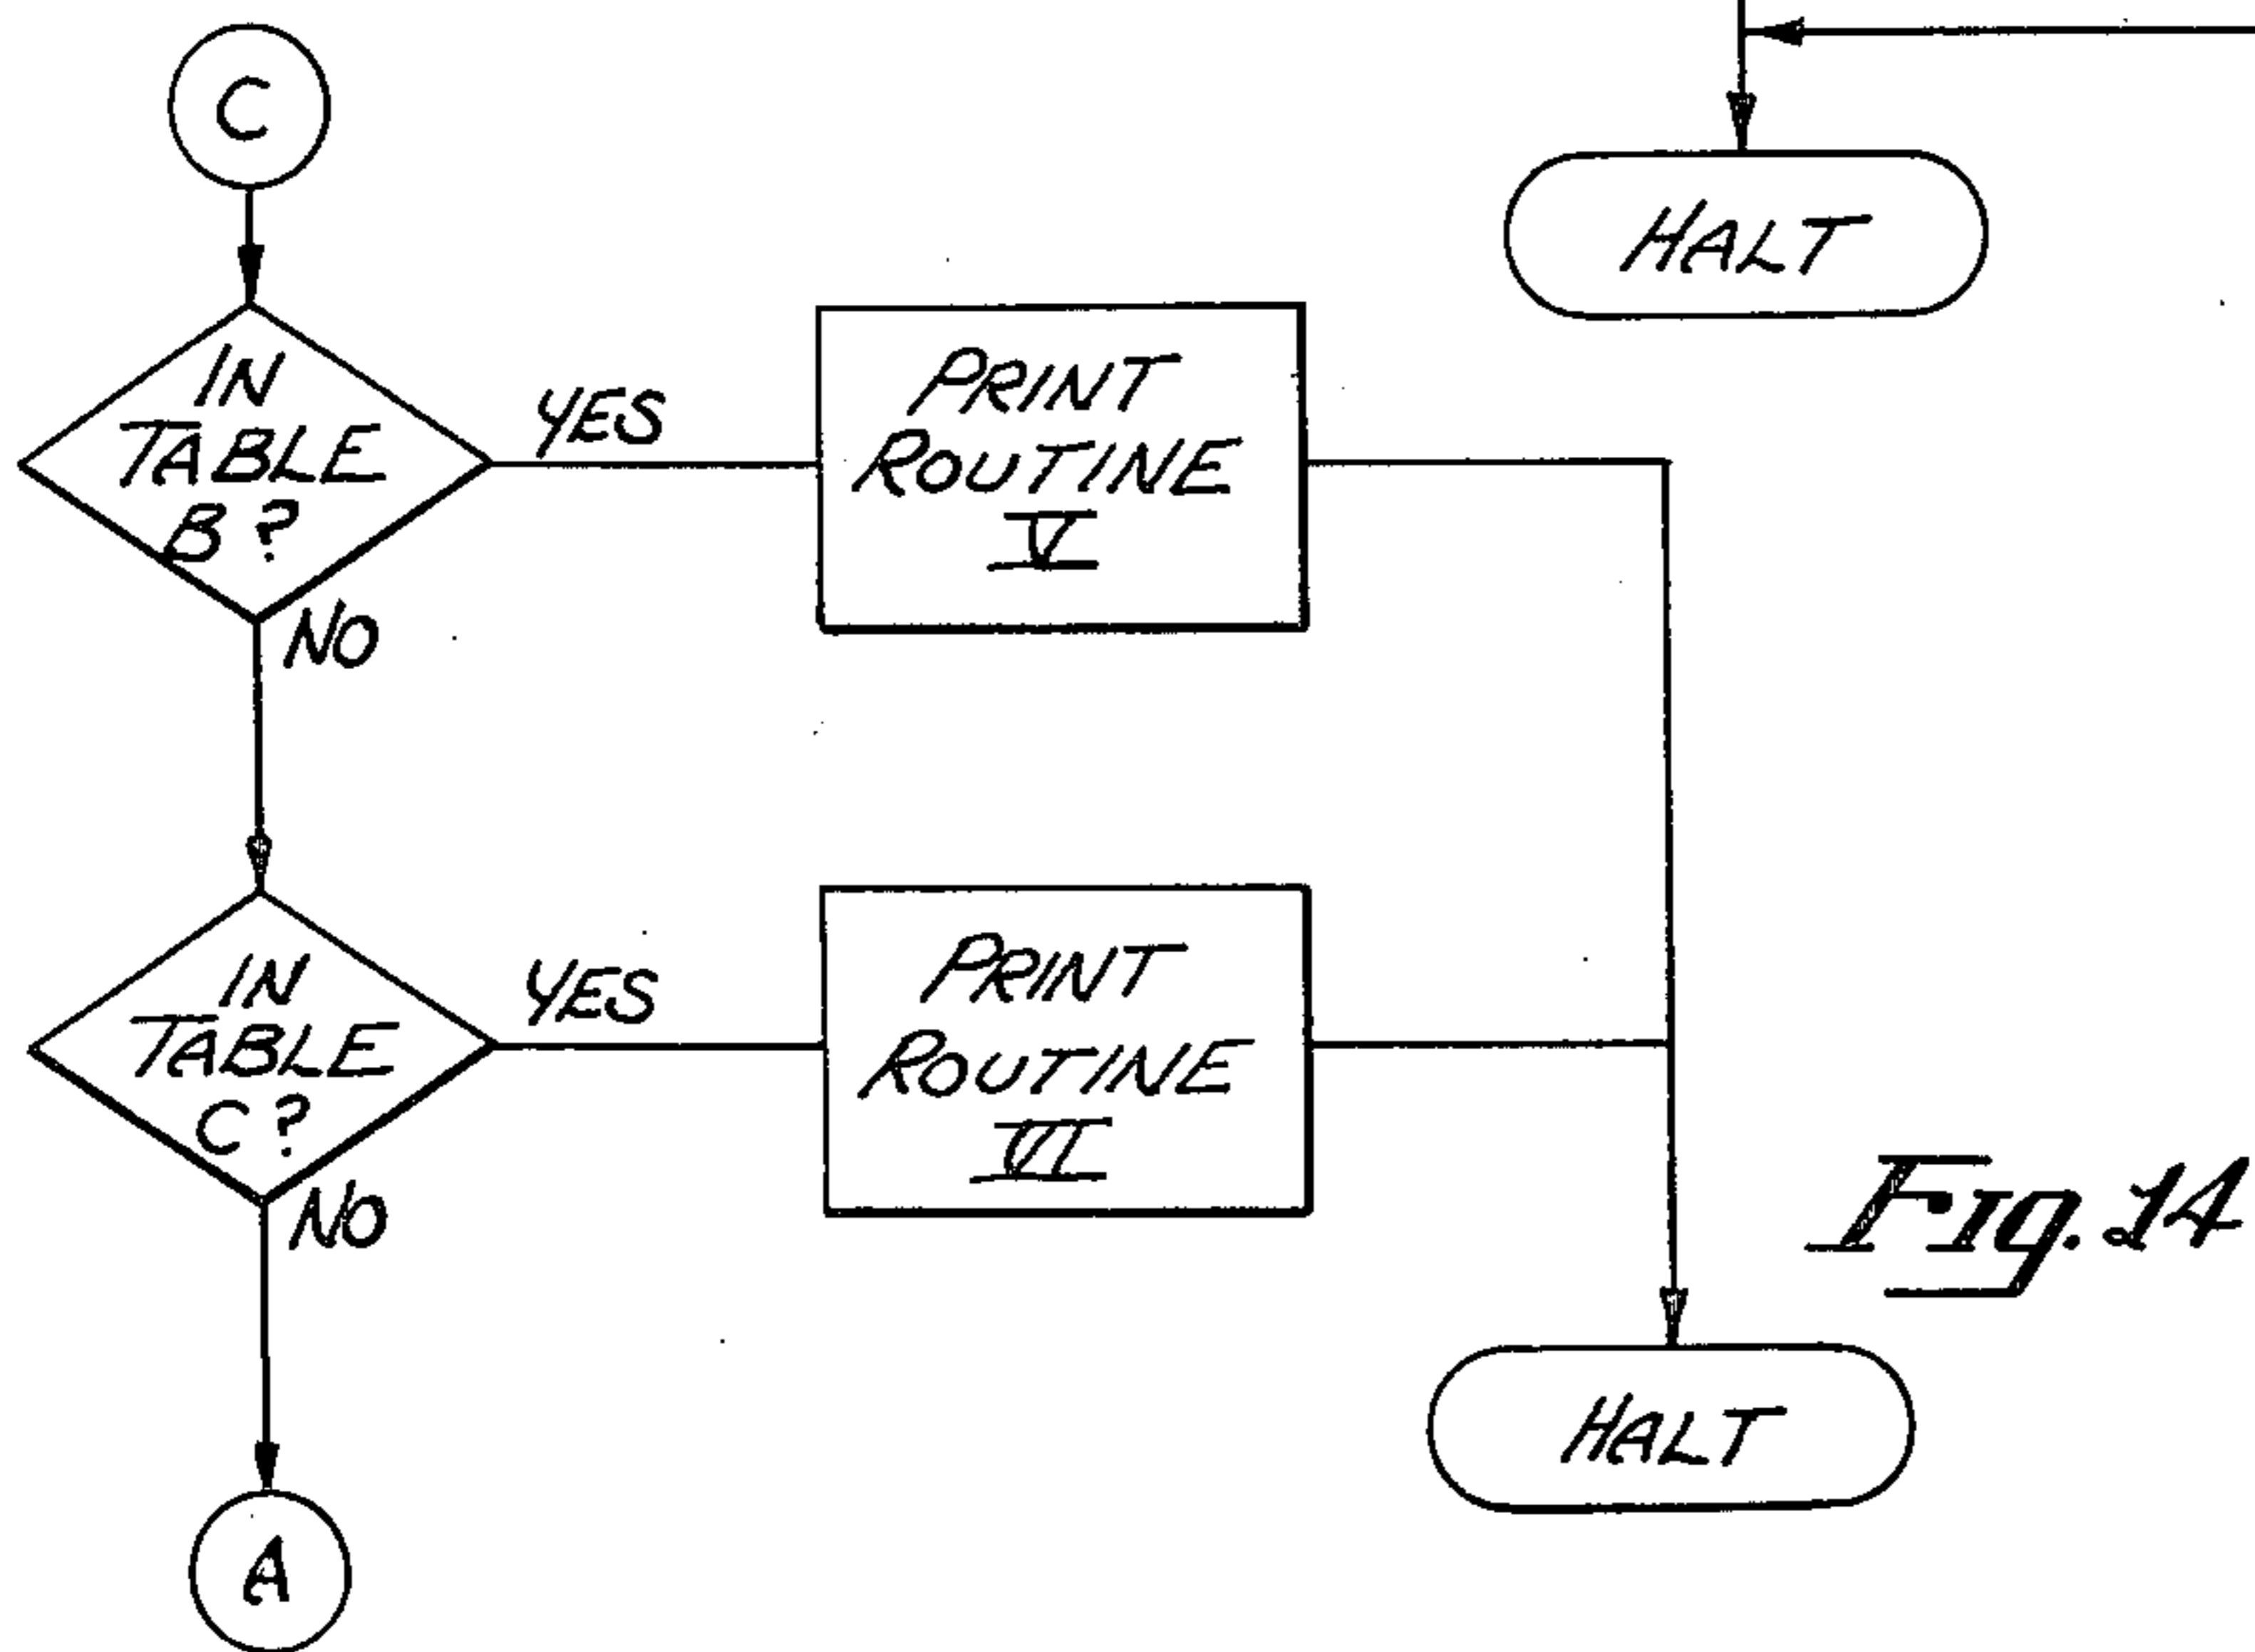 C
HALT
IN
TABLE
B?
YES
PRINT
ROUTINE
V
NO
IN
TABLE
C?
YES
PRINT
ROUTINE
VI
NO
Fig. 14
HALT
A